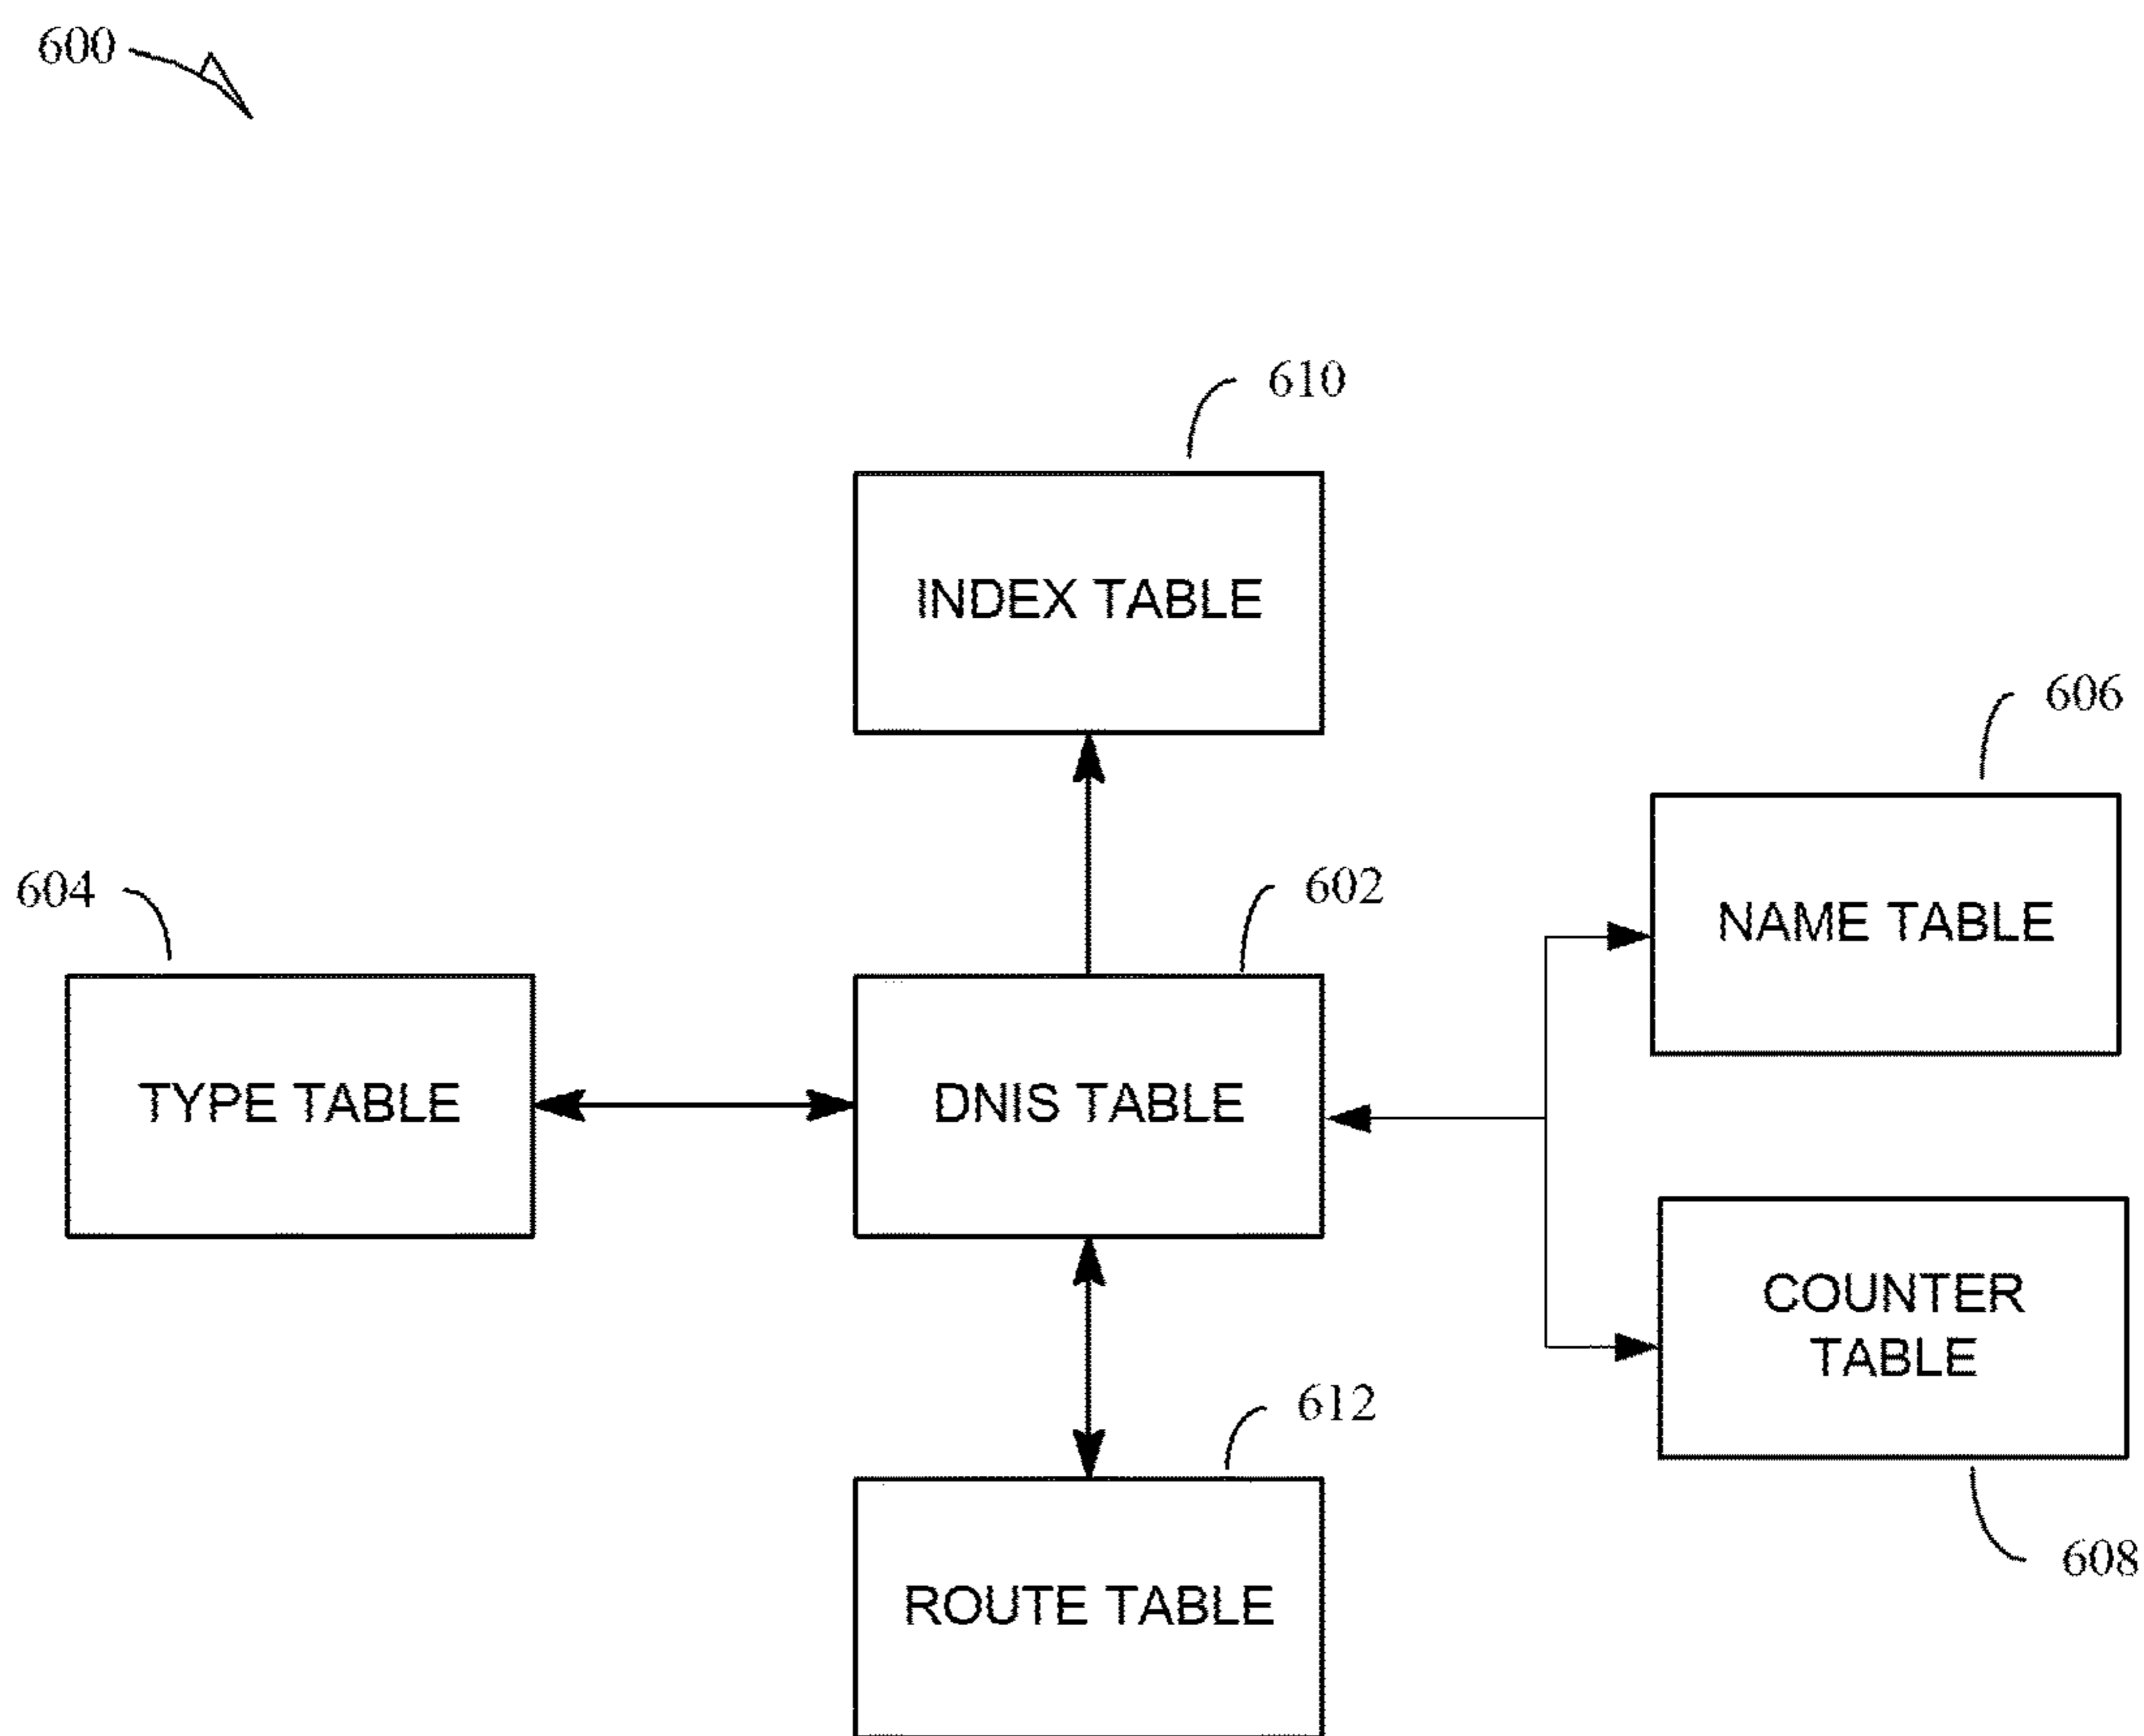 600
610
INDEX TABLE
606
NAME TABLE
604
602
TYPE TABLE
DNIS TABLE
COUNTER
TABLE
612
608
ROUTE TABLE